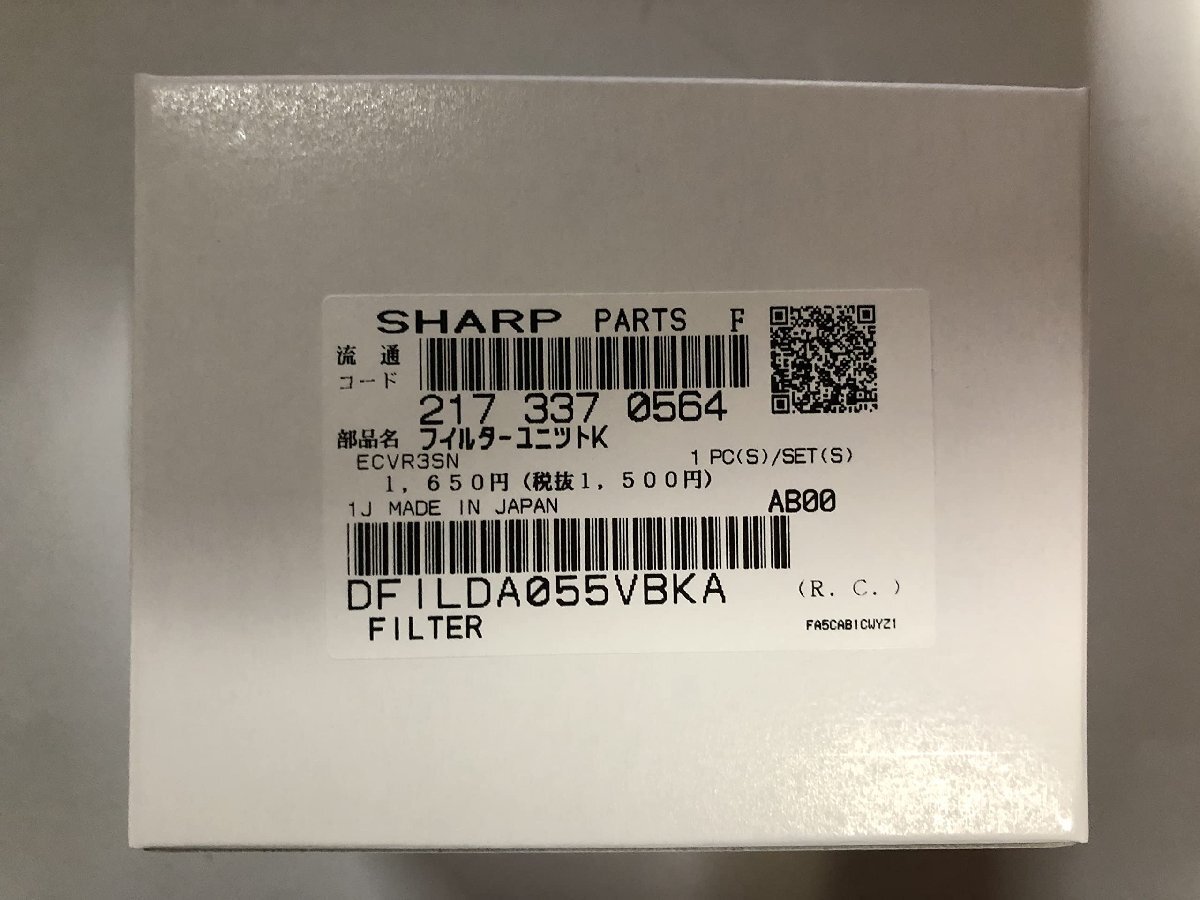 SHARP PARTS F
流通
コード
217 337 0564
部品名 フィルターユニットK
ECVR3SN 1 PC(S)/SET(S)
1,650円(税抜1,500円)
1J MADE IN JAPAN AB00
DFILDA055VBKA (R.C.)
FILTER FA5CAB1CWYZ1